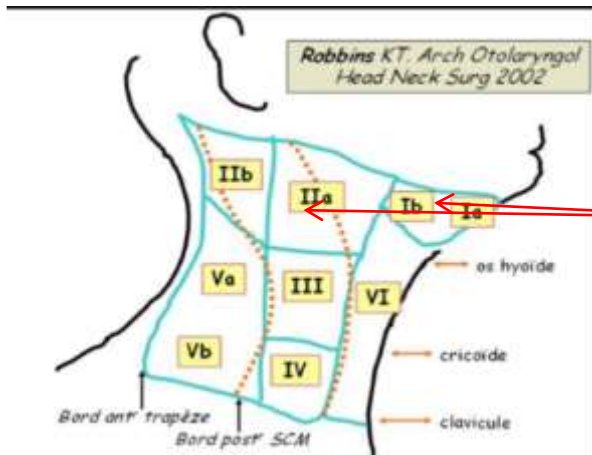 Robbins KT. Arch Otolaryngol
Head Neck Surg 2002
IIb
IIa
Ib
Ia
Va
III
VI
os hyoïde
Vb
IV
cricoïde
Bord antr trapèze
clavicule
Bord postr SCM